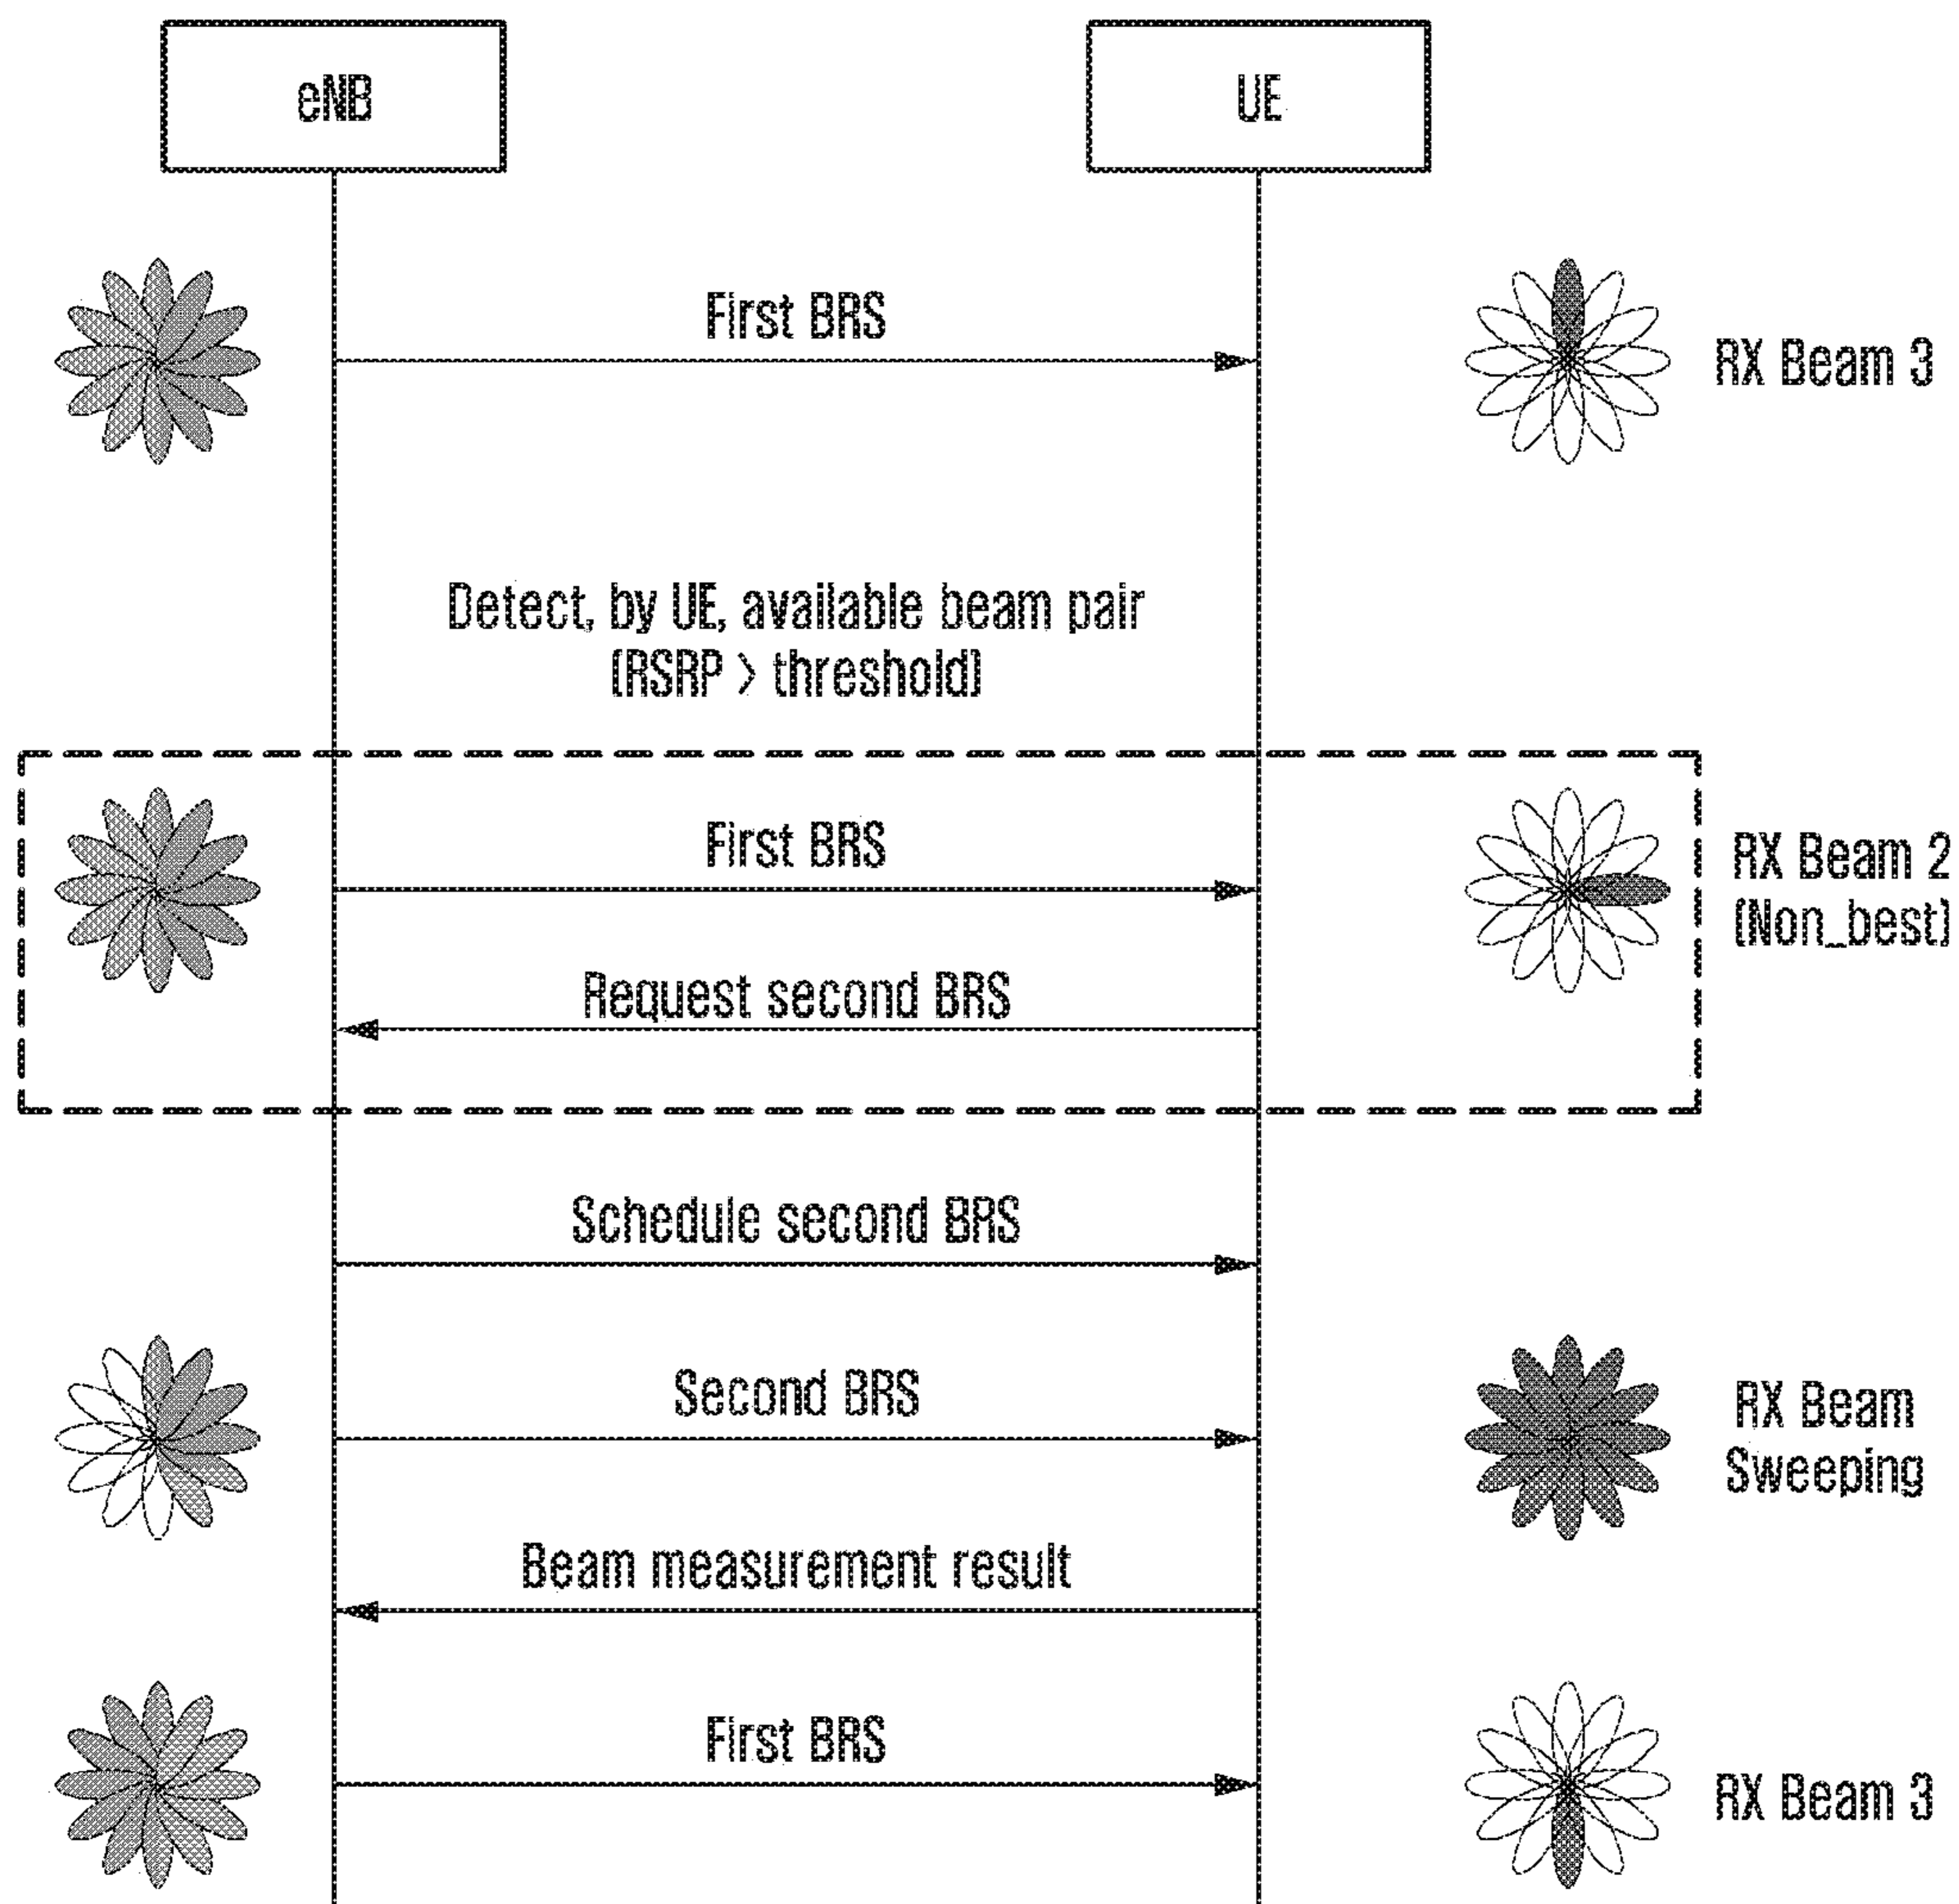 eNB
UE
First BRS
RX Beam 3
Detect, by UE, available beam pair
(RSRP > threshold)
First BRS
RX Beam 2
(Non_best)
Request second BRS
Schedule second BRS
Second BRS
RX Beam
Sweeping
Beam measurement result
First BRS
RX Beam 3